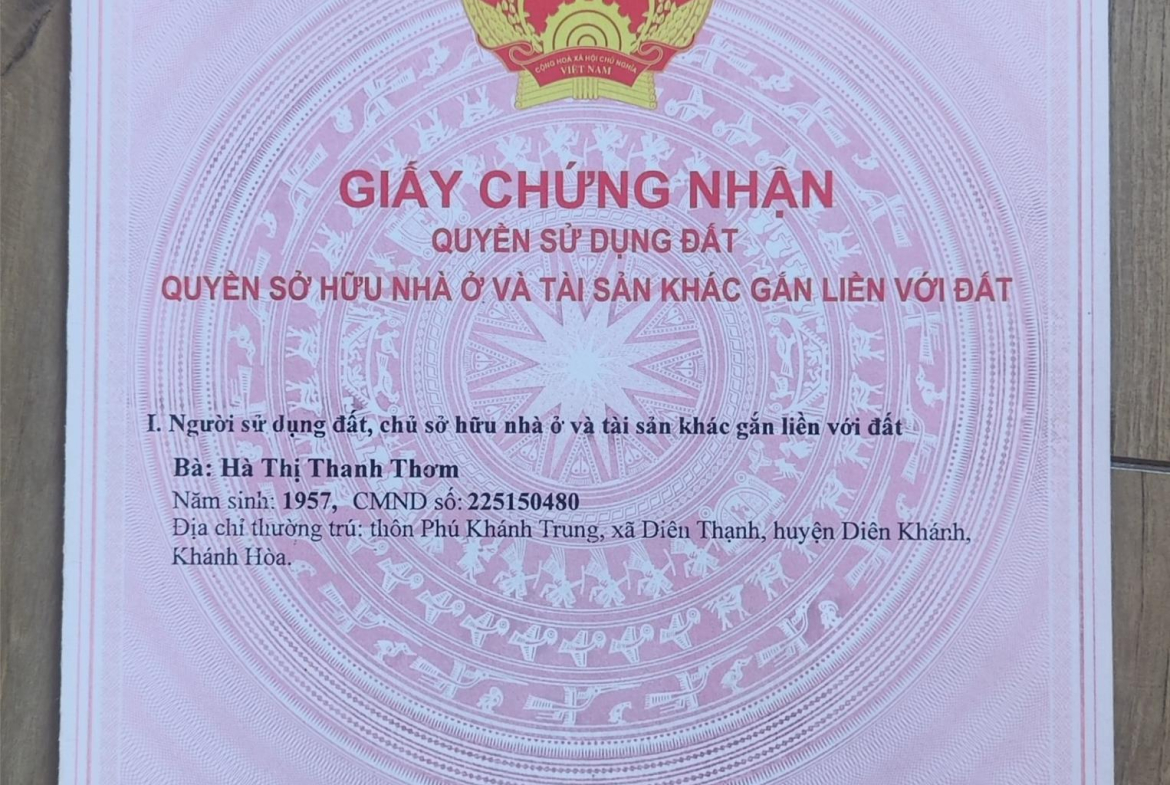 CỘNG HOÀ XÃ HỘI CHỦ NGHĨA
VIỆT NAM
GIẤY CHỨNG NHẬN
QUYỀN SỬ DỤNG ĐẤT
QUYỀN SỞ HỮU NHÀ Ở VÀ TÀI SẢN KHÁC GẮN LIỀN VỚI ĐẤT
I. Người sử dụng đất, chủ sở hữu nhà ở và tài sản khác gắn liền với đất
Bà: Hà Thị Thanh Thơm
Năm sinh: 1957, CMND số: 225150480
Địa chỉ thường trú: thôn Phú Khánh Trung, xã Diên Thạnh, huyện Diên Khánh,
Khánh Hòa.